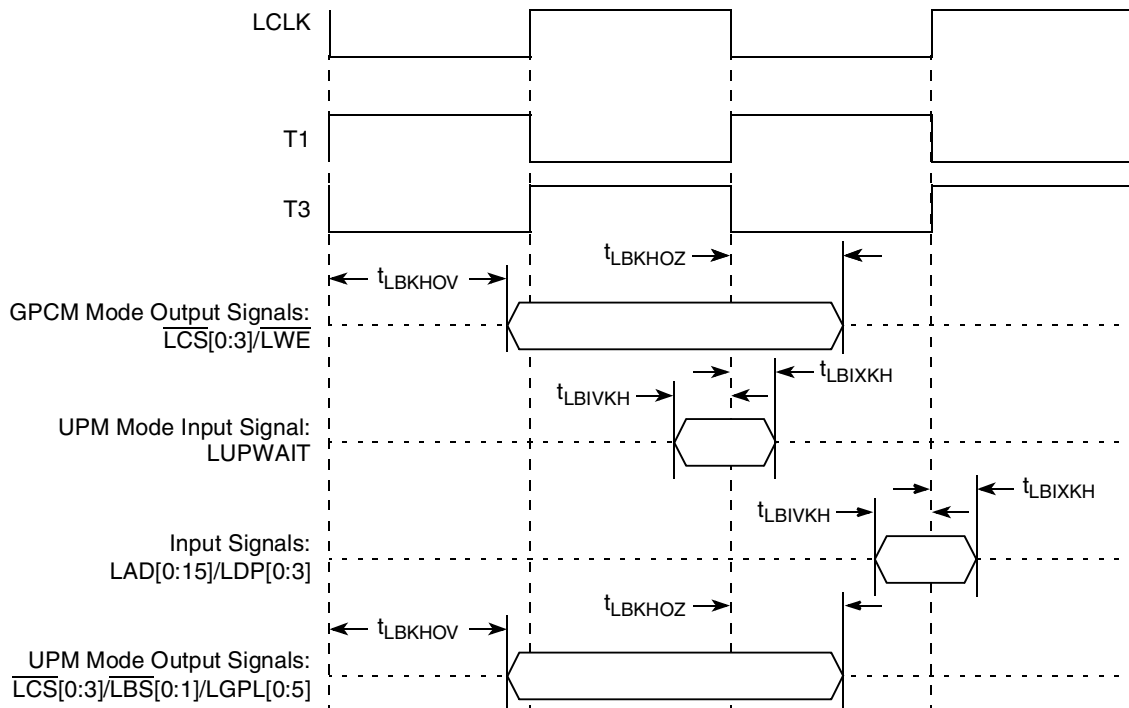 LCLK
T1
T3
tLBKHOZ
tLBKHOV
GPCM Mode Output Signals:
LCS[0:3]/LWE
tLBIXKH
tLBIVKH
UPM Mode Input Signal:
LUPWAIT
tLBIXKH
tLBIVKH
Input Signals:
LAD[0:15]/LDP[0:3]
tLBKHOZ
tLBKHOV
UPM Mode Output Signals:
LCS[0:3]/LBS[0:1]/LGPL[0:5]